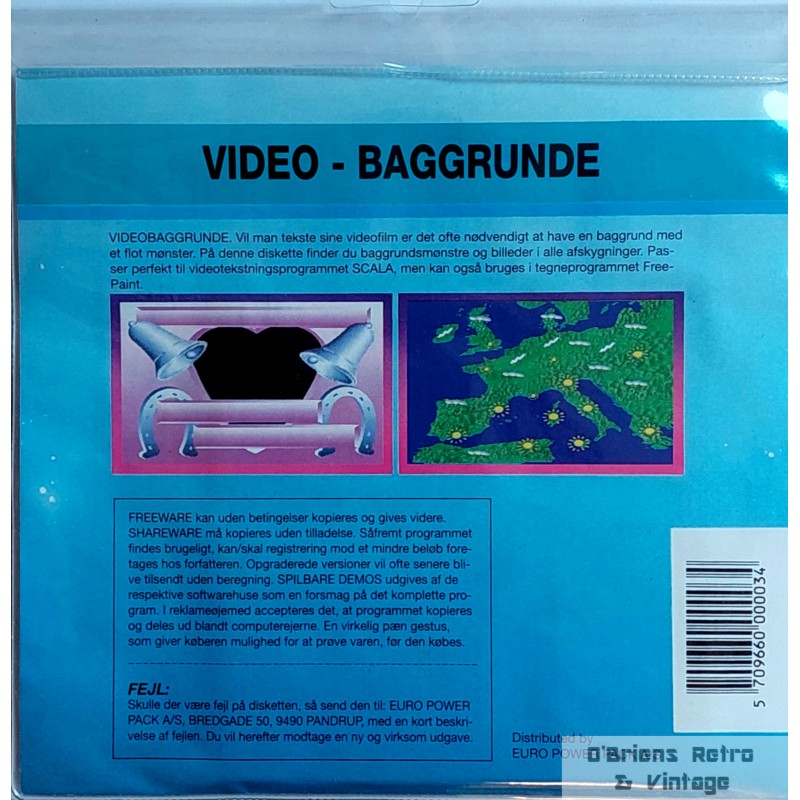 VIDEO - BAGGRUNDE
VIDEOBAGGRUNDE. Vil man tekste sine videofilm er det ofte nødvendigt at have en baggrund med
et flot mønster. På denne diskette finder du baggrundsmønstre og billeder i alle afskygninger. Pas-
ser perfekt til videotekstningsprogrammet SCALA, men kan også bruges i tegneprogrammet Free-
Paint.
FREEWARE kan uden betingelser kopieres og gives videre.
SHAREWARE må kopieres uden tilladelse. Såfremt programmet
findes brugeligt, kan/skal registrering mod et mindre beløb fore-
tages hos forfatteren. Opgraderede versioner vil ofte senere bli-
ve tilsendt uden beregning. SPILBARE DEMOS udgives af de
respektive softwarehuse som en forsmag på det komplette pro-
gram. I reklameøjemed accepteres det, at programmet kopieres
og deles ud blandt computerejerne. En virkelig pæn gestus,
som giver køberen mulighed for at prøve varen, før den købes.
FEJL:
Skulle der være fejl på disketten, så send den til: EURO POWER
PACK A/S, BREDGADE 50, 9490 PANDRUP, med en kort beskri-
velse af fejlen. Du vil herefter modtage en ny og virksom udgave.
5 709660 000034
Distributed by
EURO POWER
O'Briens Retro
& Vintage